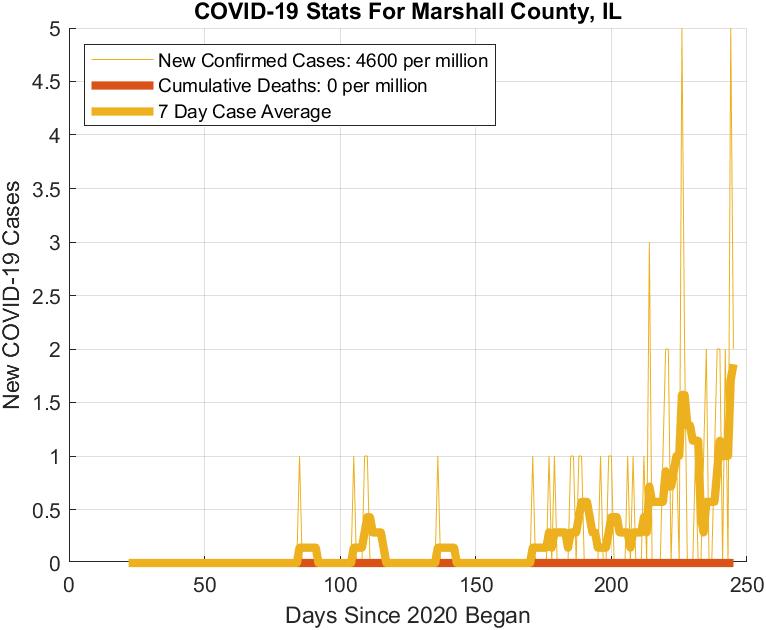 COVID-19 Stats For Marshall County, IL
New Confirmed Cases: 4600 per million
Cumulative Deaths: 0 per million
7 Day Case Average
New COVID-19 Cases
5
4.5
4
3.5
3
2.5
2
1.5
1
0.5
0
0 50 100 150 200 250
Days Since 2020 Began